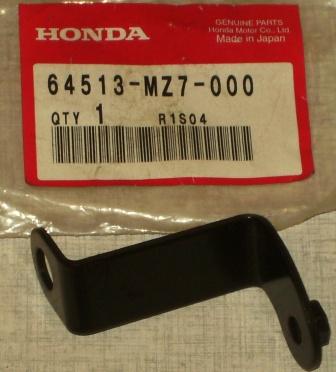 HONDA
GENUINE PARTS
Honda Motor Co., Ltd.
Made in Japan
64513-MZ7-000
QTY 1 R1S04